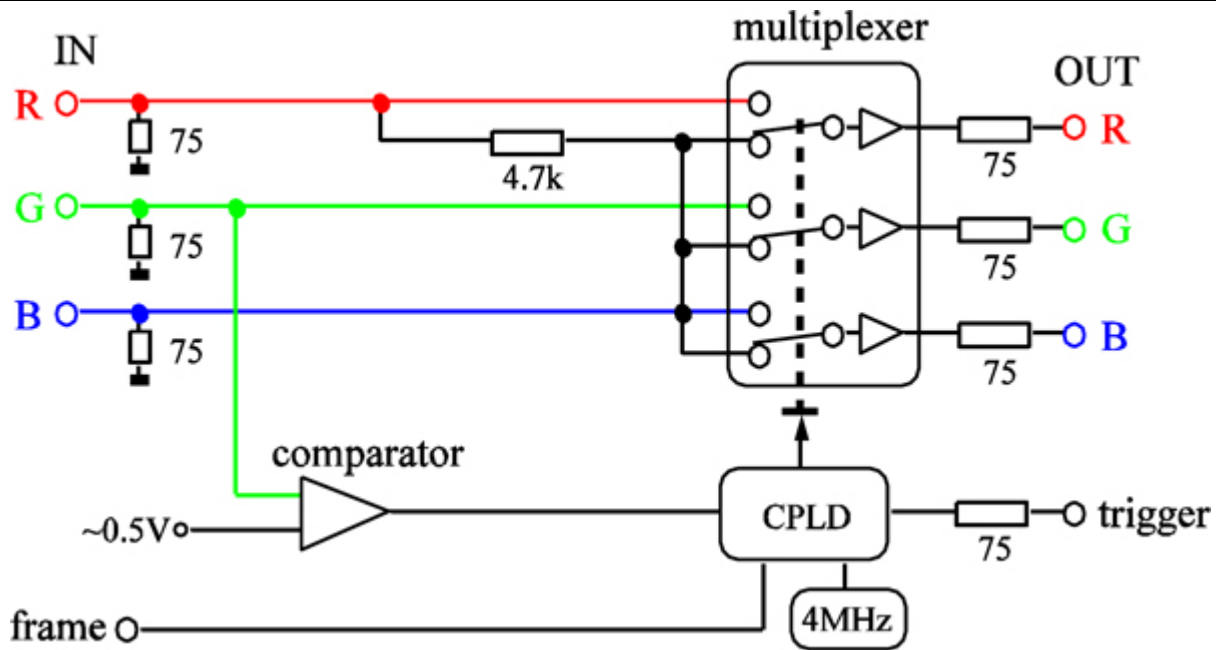 multiplexer
IN
OUT
R
75
4.7k
R
75
G
75
G
75
B
75
B
75
comparator
~0.5V
CPLD
trigger
75
frame
4MHz